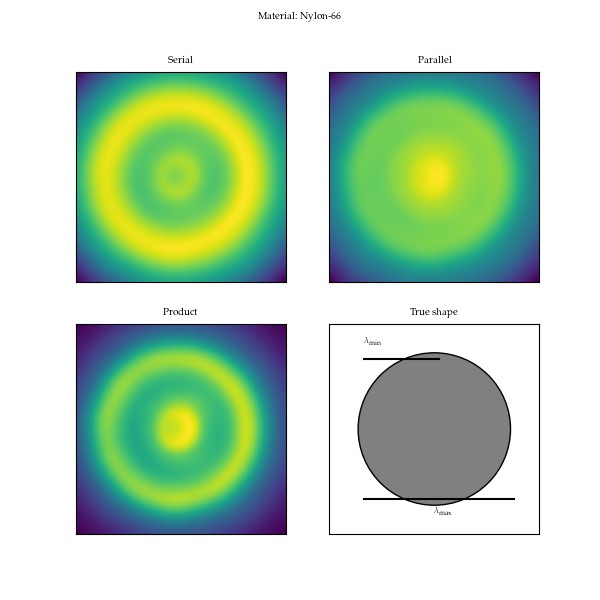 Material: Nylon-66
Serial
Parallel
Product
True shape
λmin
λmax